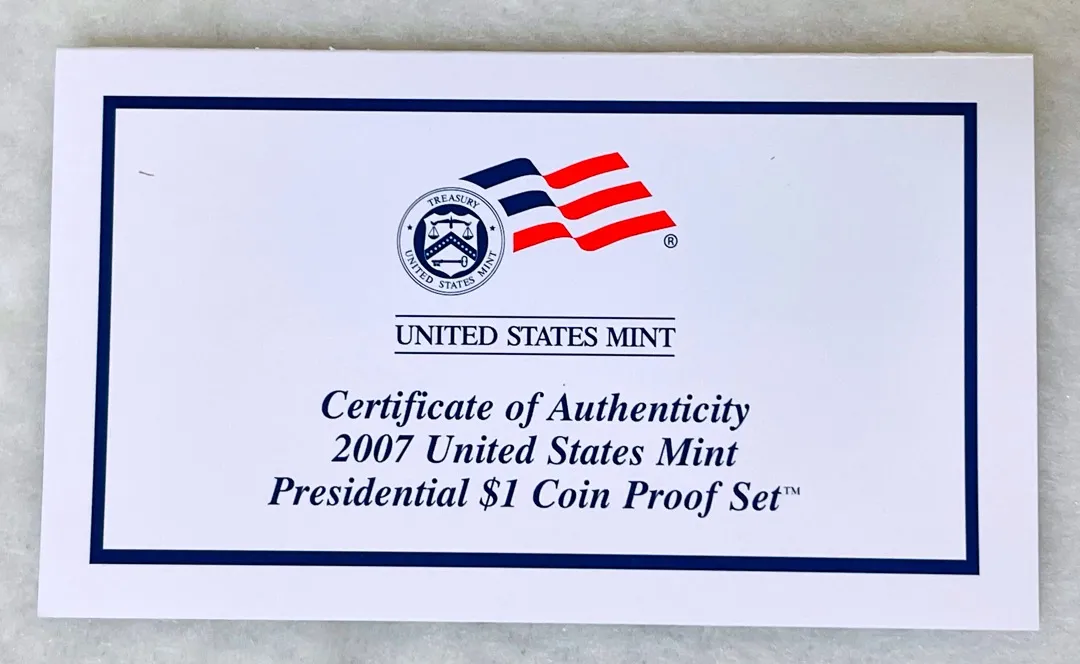 TREASURY
UNITED STATES MINT
®
UNITED STATES MINT
Certificate of Authenticity
2007 United States Mint
Presidential $1 Coin Proof Set™